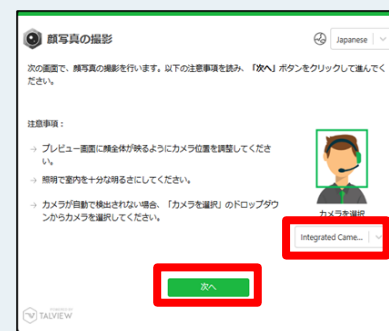 顔写真の撮影
Japanese
次の画面で、顔写真の撮影を行います。以下の注意事項を読み、「次へ」ボタンをクリックして進んでく
ださい。
注意事項：
→ プレビュー画面に顔全体が映るようにカメラ位置を調整してくださ
い。
→ 照明で室内を十分な明るさにしてください。
→ カメラが自動で検出されない場合、「カメラを選択」のドロップダウ
ンからカメラを選択してください。
カメラを選択
Integrated Came...
次へ
POWERED BY
TALVIEW